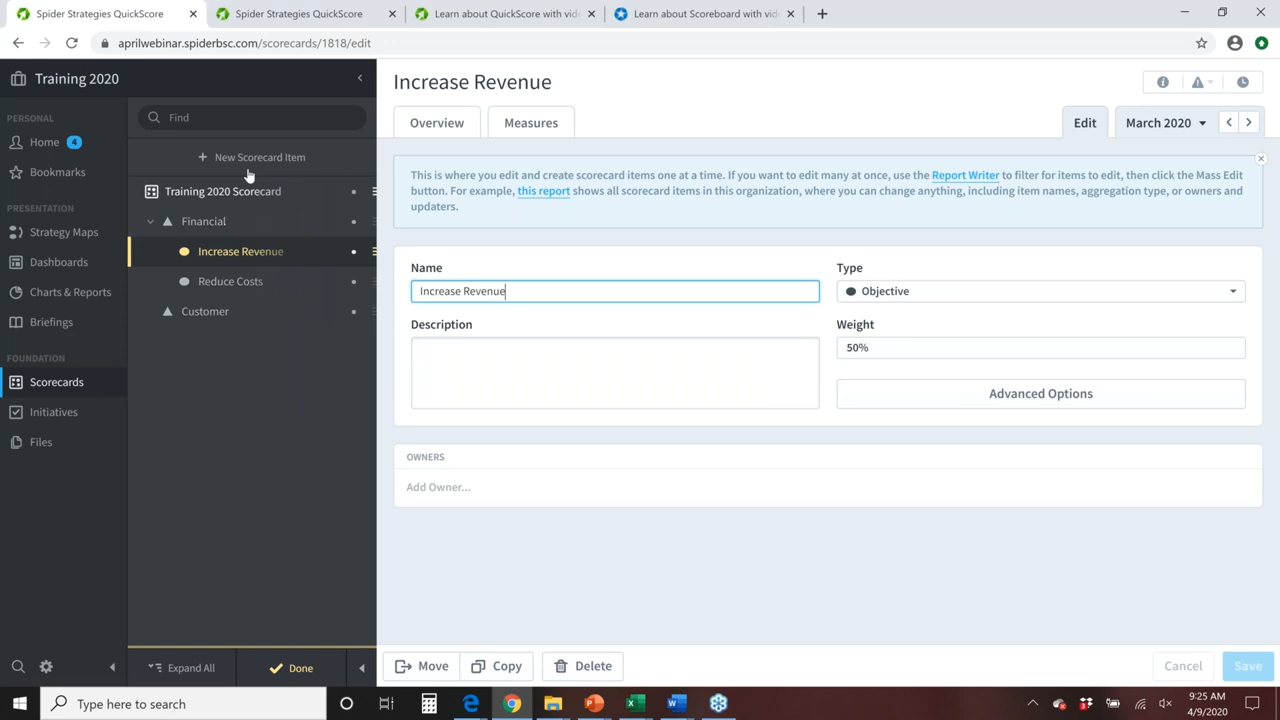 Spider Strategies QuickScore
Spider Strategies QuickScore
Learn about QuickScore with vid
Learn about Scoreboard with vid
aprilwebinar.spiderbsc.com/scorecards/1818/edit
Training 2020
PERSONAL
Home 4
Bookmarks
PRESENTATION
Strategy Maps
Dashboards
Charts & Reports
Briefings
FOUNDATION
Scorecards
Initiatives
Files
Find
New Scorecard Item
Training 2020 Scorecard
Financial
Increase Revenue
Reduce Costs
Customer
Expand All
Done
Increase Revenue
Overview
Measures
Edit
March 2020
This is where you edit and create scorecard items one at a time. If you want to edit many at once, use the Report Writer to filter for items to edit, then click the Mass Edit
button. For example, this report shows all scorecard items in this organization, where you can change anything, including item names, aggregation type, or owners and
updaters.
Name
Increase Revenue
Type
Objective
Description
Weight
50%
Advanced Options
OWNERS
Add Owner...
Move
Copy
Delete
Cancel
Save
Type here to search
9:25 AM
4/9/2020